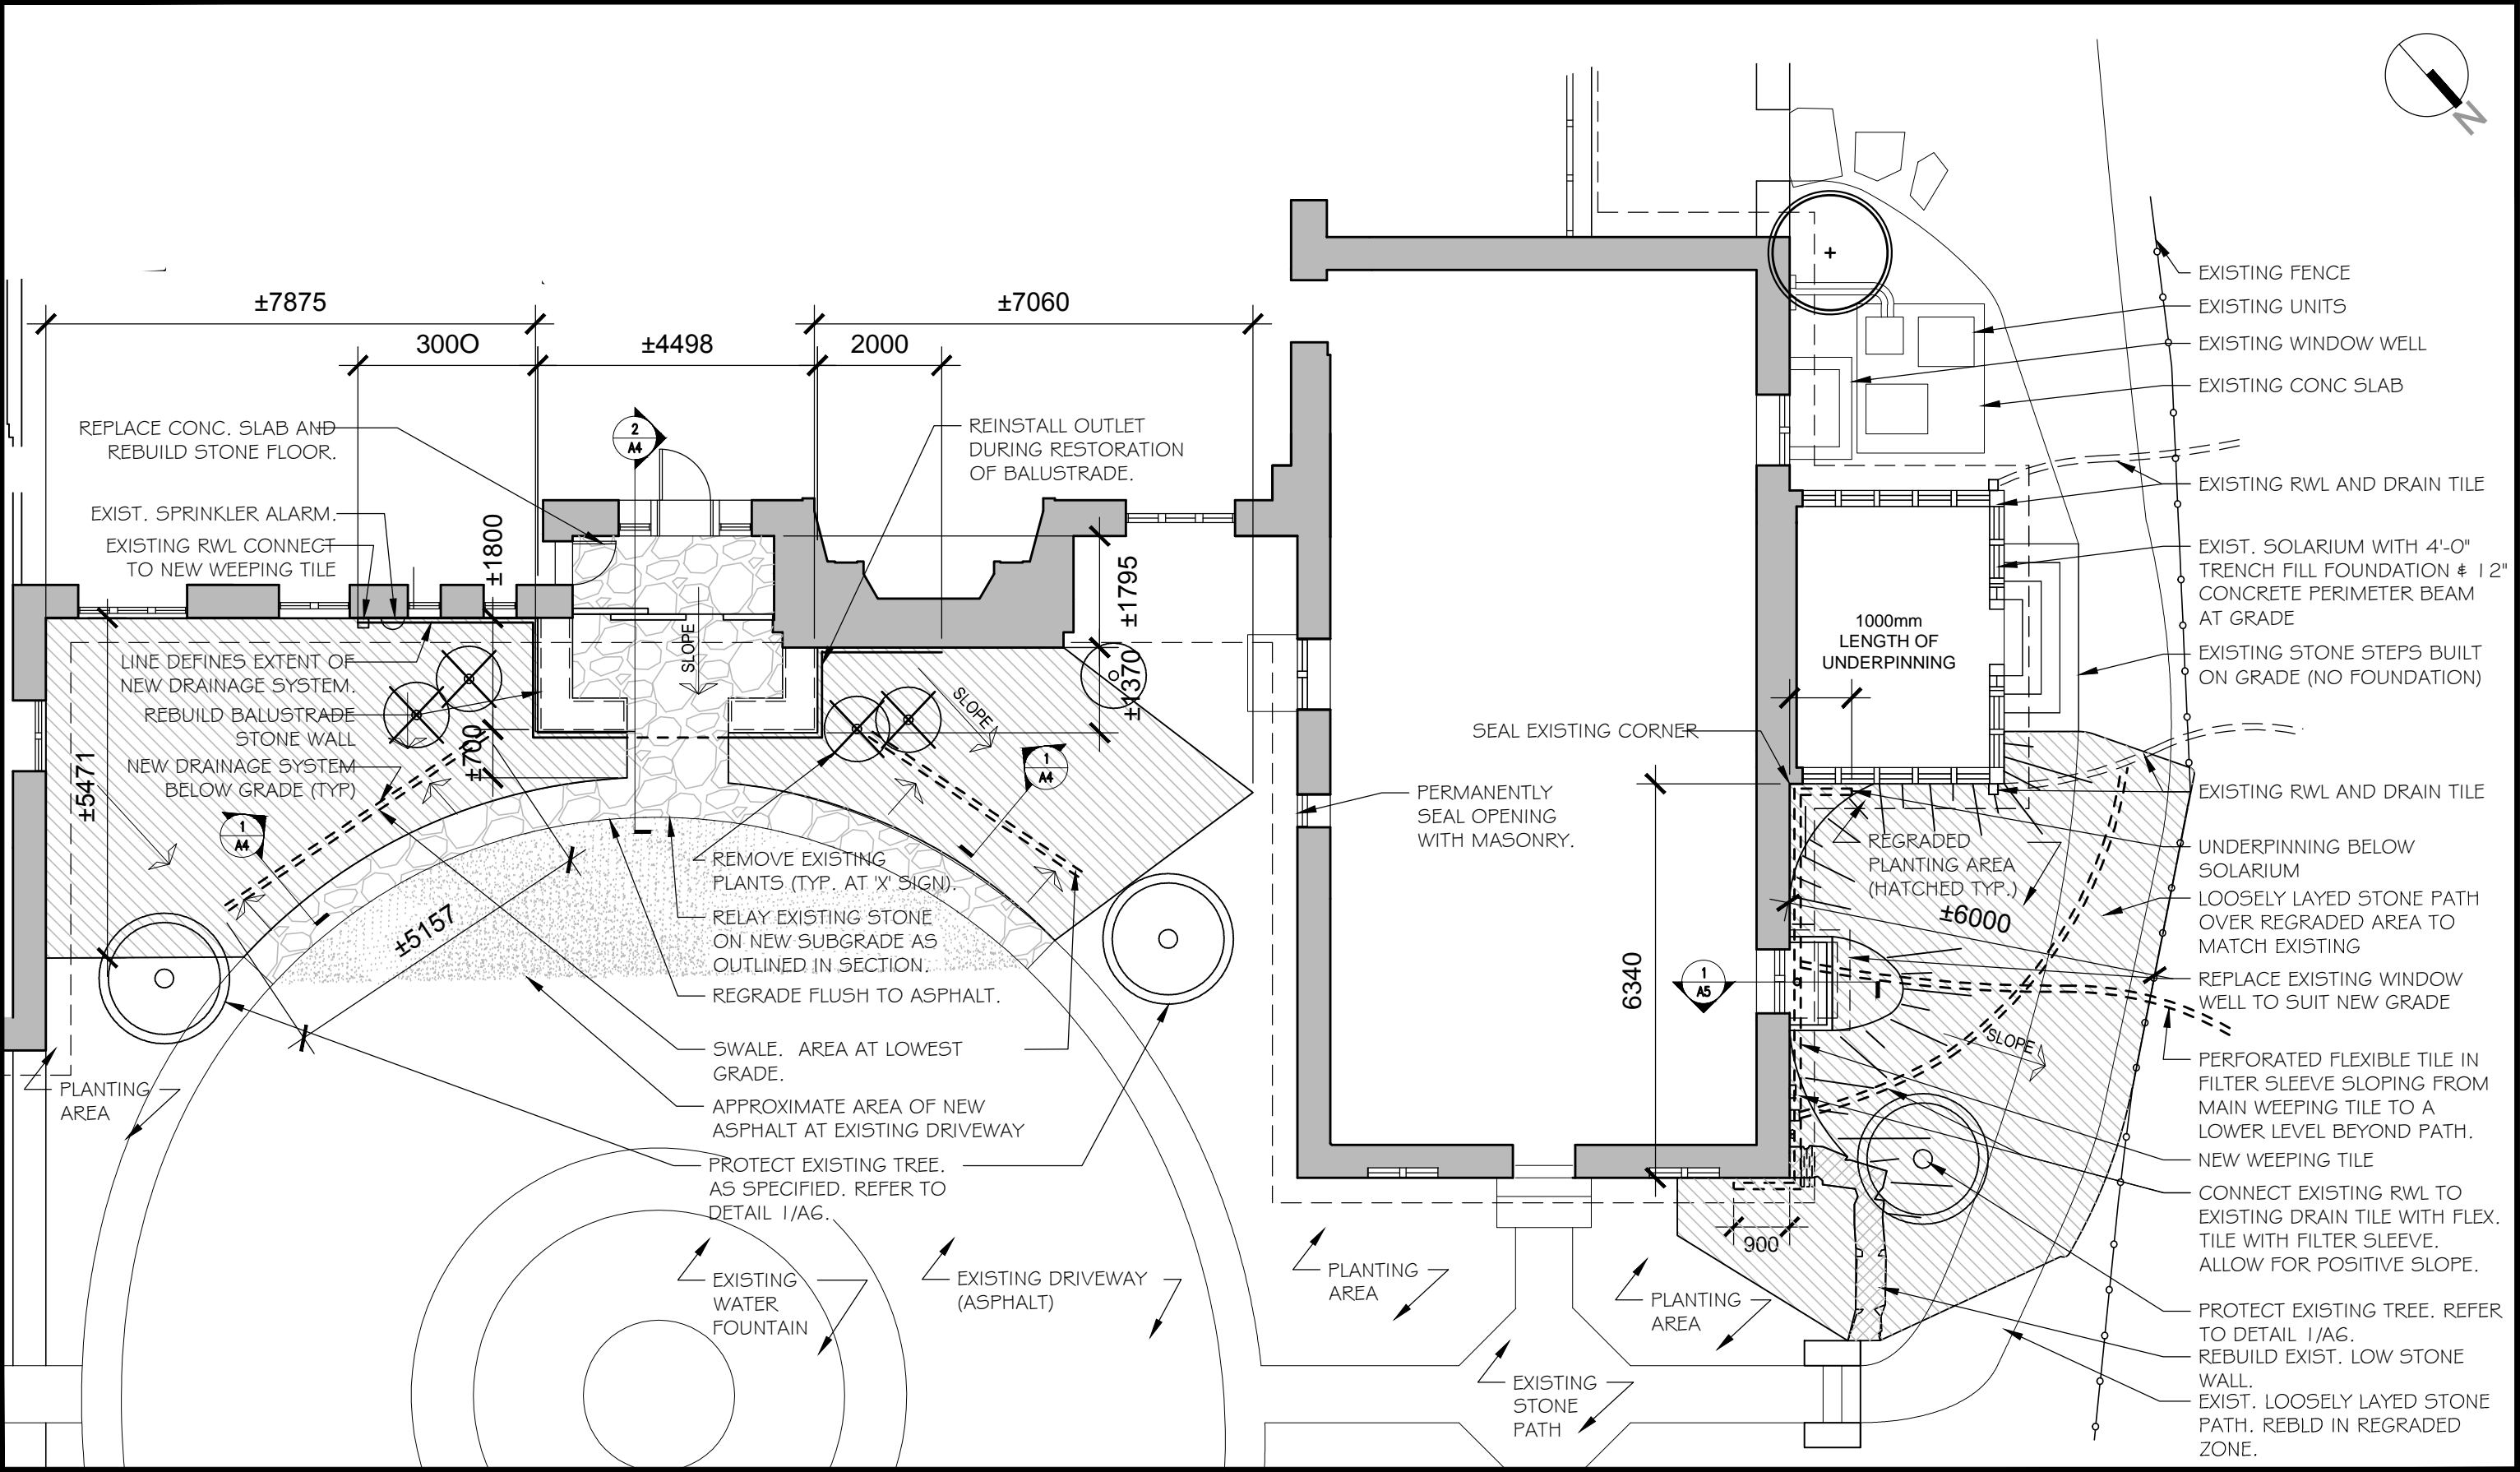 N
±7875
±7060
300O
±4498
2000
REPLACE CONC. SLAB AND
REBUILD STONE FLOOR.
2
A4
REINSTALL OUTLET
DURING RESTORATION
OF BALUSTRADE.
EXIST. SPRINKLER ALARM.
EXISTING RWL CONNECT
TO NEW WEEPING TILE
±1800
±1795
±1370
SLOPE
LINE DEFINES EXTENT OF
NEW DRAINAGE SYSTEM.
REBUILD BALUSTRADE
STONE WALL
NEW DRAINAGE SYSTEM
BELOW GRADE (TYP)
±700
±5471
SLOPE
1
A4
1
A4
±5157
REMOVE EXISTING
PLANTS (TYP. AT 'X' SIGN).
RELAY EXISTING STONE
ON NEW SUBGRADE AS
OUTLINED IN SECTION.
REGRADE FLUSH TO ASPHALT.
SWALE. AREA AT LOWEST
GRADE.
APPROXIMATE AREA OF NEW
ASPHALT AT EXISTING DRIVEWAY
PROTECT EXISTING TREE.
AS SPECIFIED. REFER TO
DETAIL 1/A6.
PLANTING
AREA
EXISTING
WATER
FOUNTAIN
EXISTING DRIVEWAY
(ASPHALT)
PLANTING
AREA
PLANTING
AREA
EXISTING
STONE
PATH
1000mm
LENGTH OF
UNDERPINNING
SEAL EXISTING CORNER
PERMANENTLY
SEAL OPENING
WITH MASONRY.
6340
1
A5
REGRADED
PLANTING AREA
(HATCHED TYP.)
±6000
SLOPE
900
EXISTING FENCE
EXISTING UNITS
EXISTING WINDOW WELL
EXISTING CONC SLAB
EXISTING RWL AND DRAIN TILE
EXIST. SOLARIUM WITH 4'-0"
TRENCH FILL FOUNDATION & 12"
CONCRETE PERIMETER BEAM
AT GRADE
EXISTING STONE STEPS BUILT
ON GRADE (NO FOUNDATION)
EXISTING RWL AND DRAIN TILE
UNDERPINNING BELOW
SOLARIUM
LOOSELY LAYED STONE PATH
OVER REGRADED AREA TO
MATCH EXISTING
REPLACE EXISTING WINDOW
WELL TO SUIT NEW GRADE
PERFORATED FLEXIBLE TILE IN
FILTER SLEEVE SLOPING FROM
MAIN WEEPING TILE TO A
LOWER LEVEL BEYOND PATH.
NEW WEEPING TILE
CONNECT EXISTING RWL TO
EXISTING DRAIN TILE WITH FLEX.
TILE WITH FILTER SLEEVE.
ALLOW FOR POSITIVE SLOPE.
PROTECT EXISTING TREE. REFER
TO DETAIL 1/A6.
REBUILD EXIST. LOW STONE
WALL.
EXIST. LOOSELY LAYED STONE
PATH. REBLD IN REGRADED
ZONE.